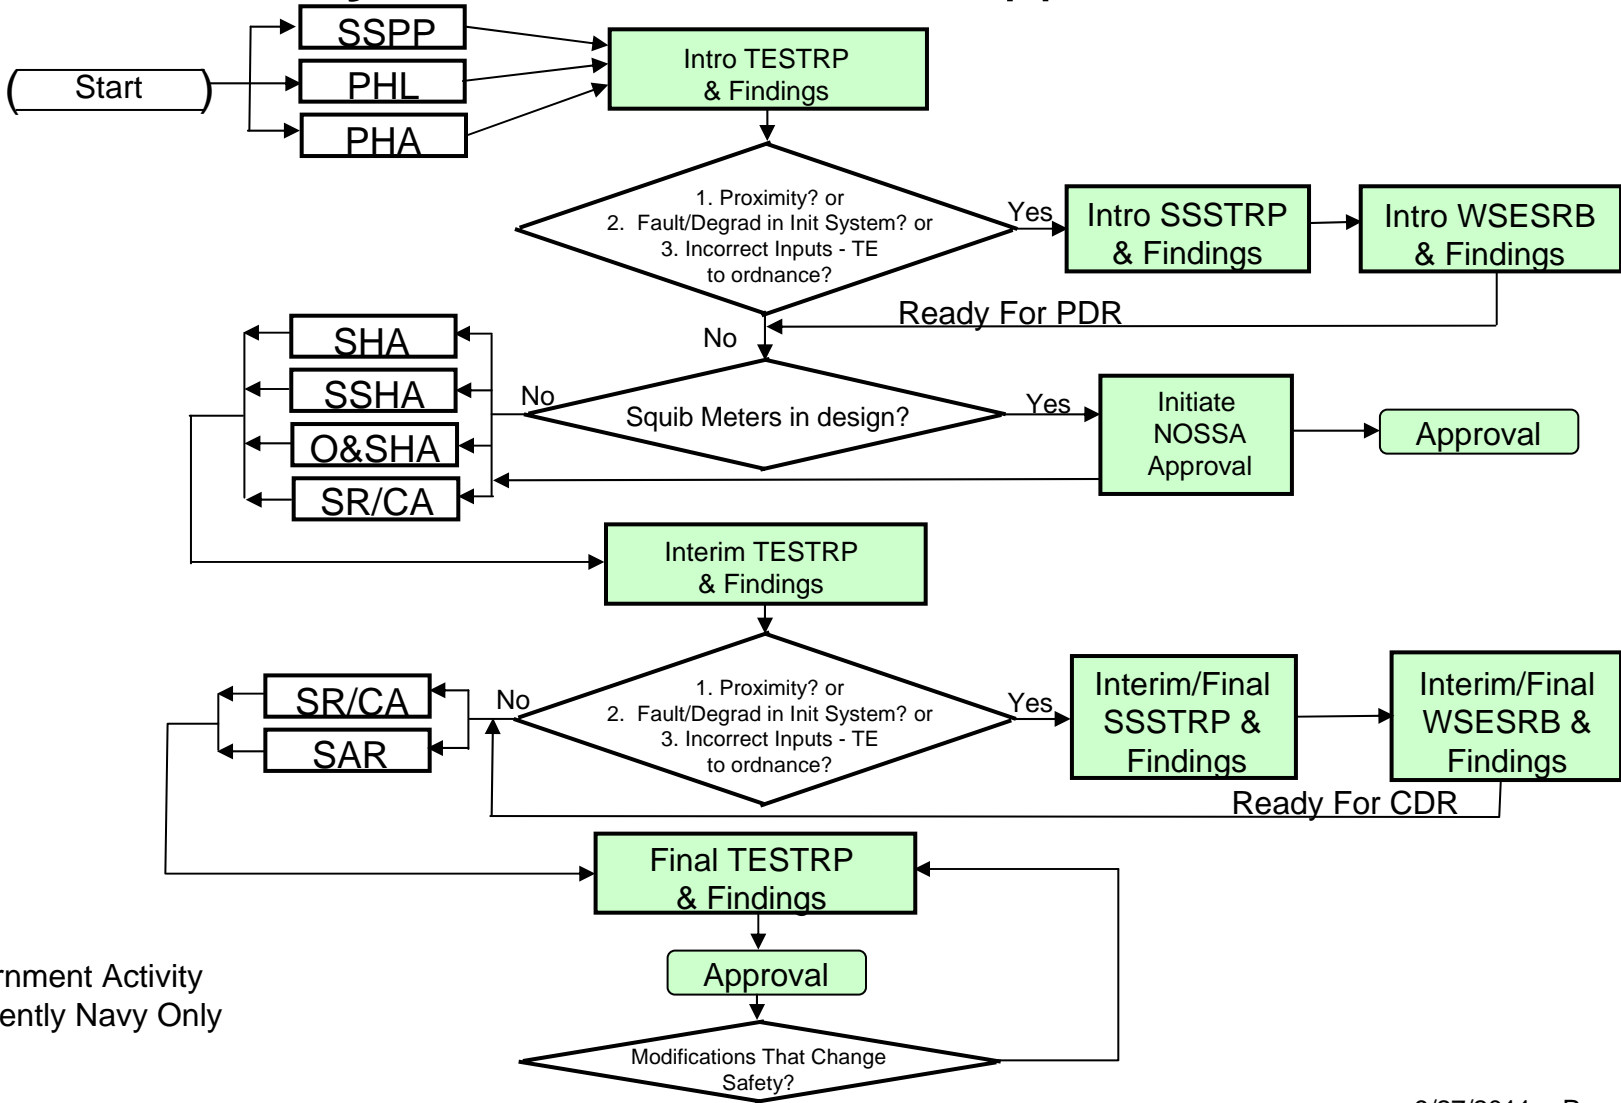 SSPP
Start
PHL
PHA
Intro TESTRP
& Findings
1. Proximity? or
2. Fault/Degrad in Init System? or
3. Incorrect Inputs - TE
to ordnance?
Yes
Intro SSSTRP
& Findings
Intro WSESRB
& Findings
Ready For PDR
No
SHA
SSHA
O&SHA
SR/CA
No
Squib Meters in design?
Yes
Initiate
NOSSA
Approval
Approval
Interim TESTRP
& Findings
1. Proximity? or
2. Fault/Degrad in Init System? or
3. Incorrect Inputs - TE
to ordnance?
No
SR/CA
SAR
Yes
Interim/Final
SSSTRP &
Findings
Interim/Final
WSESRB &
Findings
Ready For CDR
Final TESTRP
& Findings
Approval
Modifications That Change
Safety?
rnment Activity
ently Navy Only